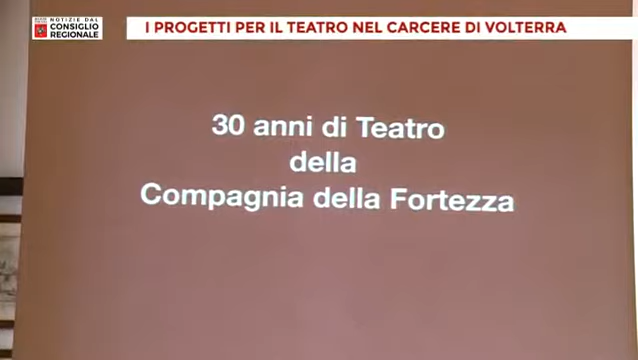 NOTIZIE DAL
CONSIGLIO
REGIONALE
I PROGETTI PER IL TEATRO NEL CARCERE DI VOLTERRA
30 anni di Teatro
della
Compagnia della Fortezza